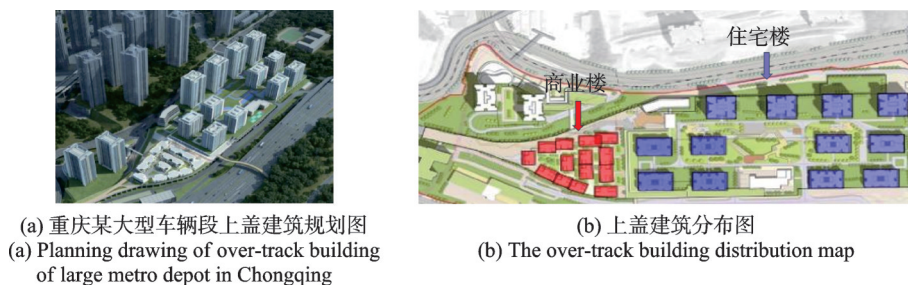 住宅楼
商业楼
(a) 重庆某大型车辆段上盖建筑规划图
(a) Planning drawing of over-track building
of large metro depot in Chongqing
(b) 上盖建筑分布图
(b) The over-track building distribution map